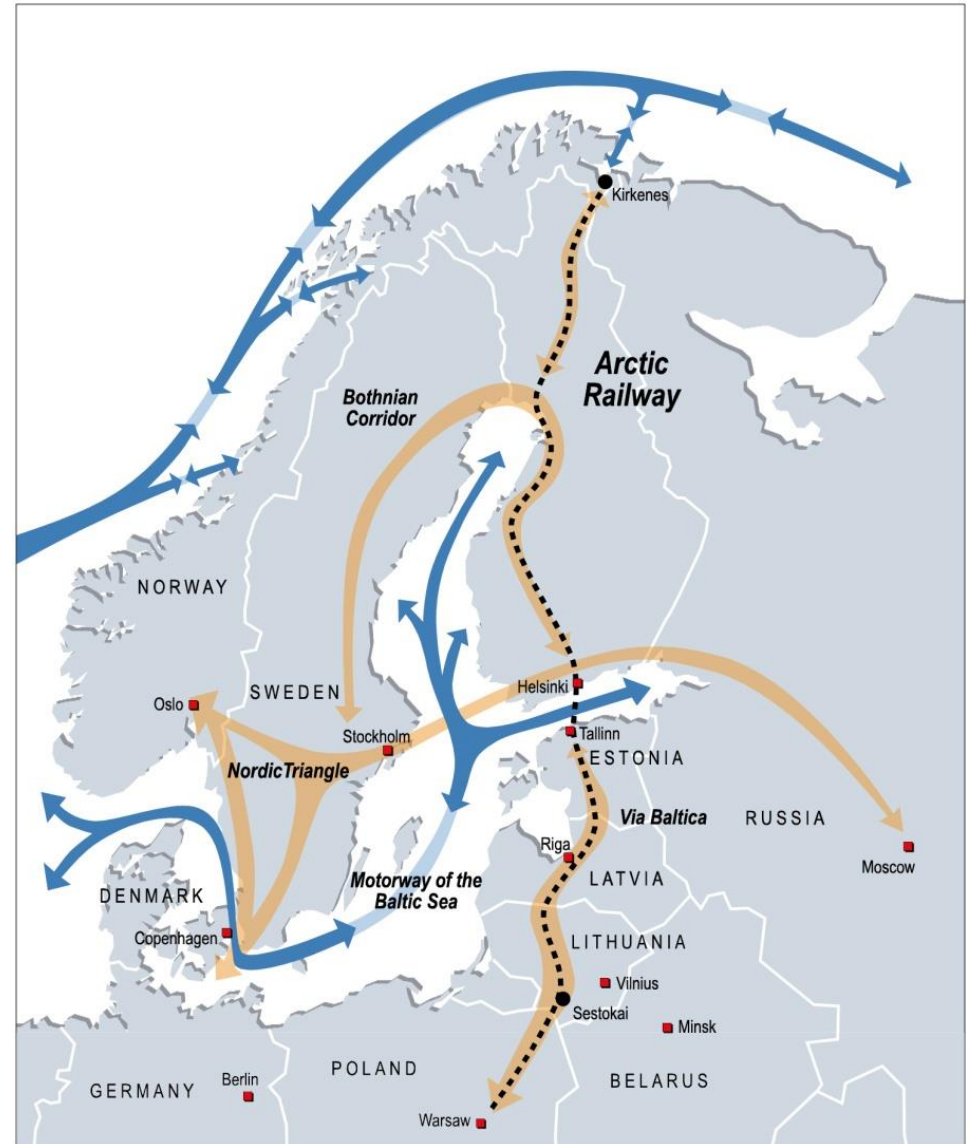 Kirkenes
Arctic
Railway
Bothnian
Corridor
NORWAY
Helsinki
Oslo
SWEDEN
Stockholm
Tallinn
ESTONIA
NordicTriangle
Via Baltica
RUSSIA
Riga
Moscow
LATVIA
Motorway of the
Baltic Sea
DENMARK
Copenhagen
LITHUANIA
Vilnius
Sestokai
Minsk
POLAND
BELARUS
GERMANY
Berlin
Warsaw